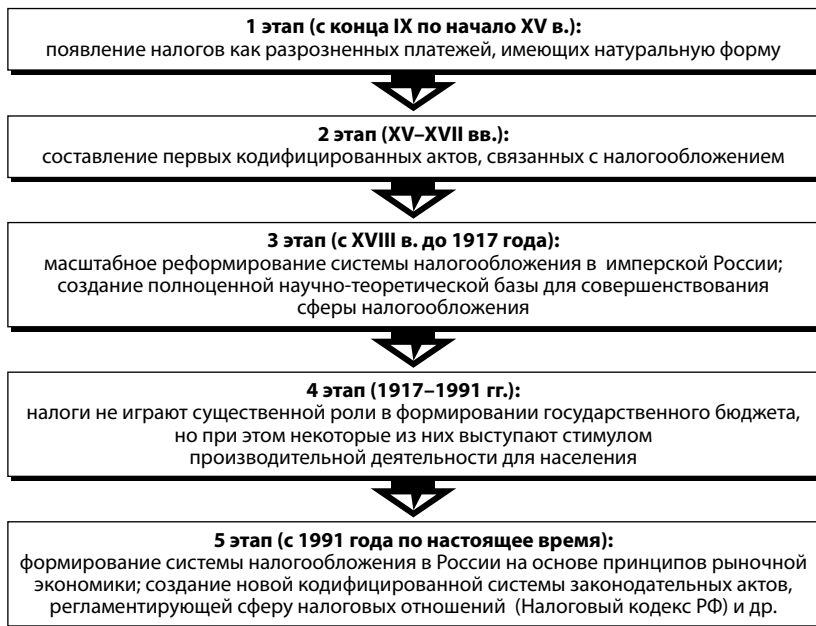 1 этап (с конца IX по начало XV в.):
появление налогов как разрозненных платежей, имеющих натуральную форму
2 этап (XV–XVII вв.):
составление первых кодифицированных актов, связанных с налогообложением
3 этап (с XVIII в. до 1917 года):
масштабное реформирование системы налогообложения в имперской России;
создание полноценной научно-теоретической базы для совершенствования
сферы налогообложения
4 этап (1917–1991 гг.):
налоги не играют существенной роли в формировании государственного бюджета,
но при этом некоторые из них выступают стимулом
производительной деятельности для населения
5 этап (с 1991 года по настоящее время):
формирование системы налогообложения в России на основе принципов рыночной
экономики; создание новой кодифицированной системы законодательных актов,
регламентирующей сферу налоговых отношений (Налоговый кодекс РФ) и др.